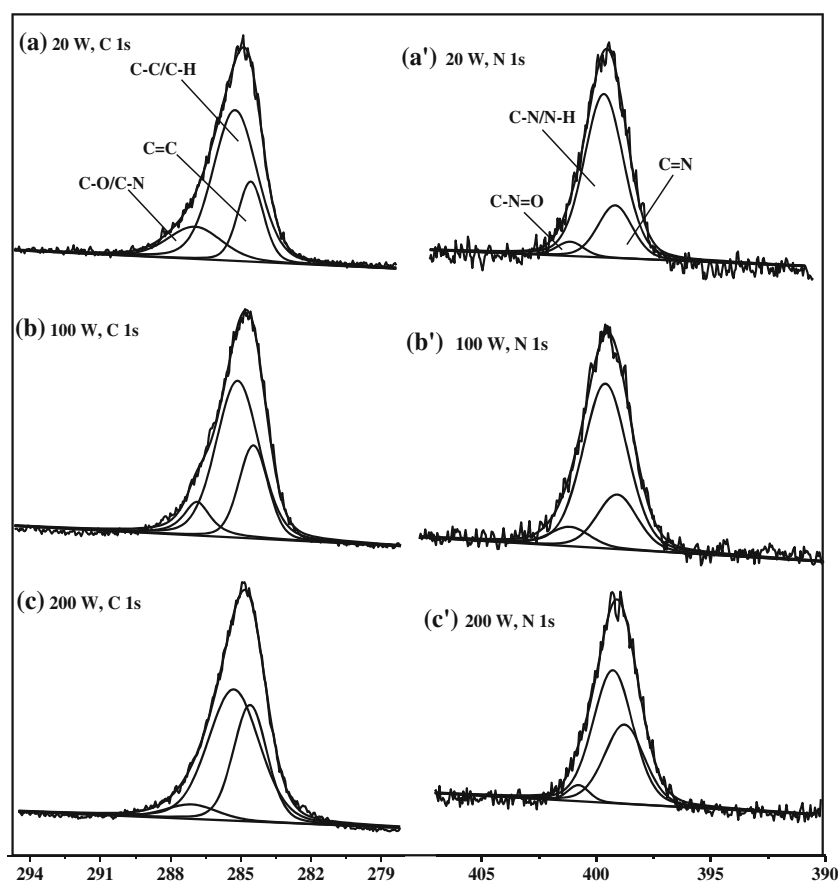 (a) 20 W, C 1s
C-C/C-H
C=C
C-O/C-N
(a') 20 W, N 1s
C-N/N-H
C=N
C-N=O
(b) 100 W, C 1s
(b') 100 W, N 1s
(c) 200 W, C 1s
(c') 200 W, N 1s
294 291 288 285 282 279 405 400 395 390